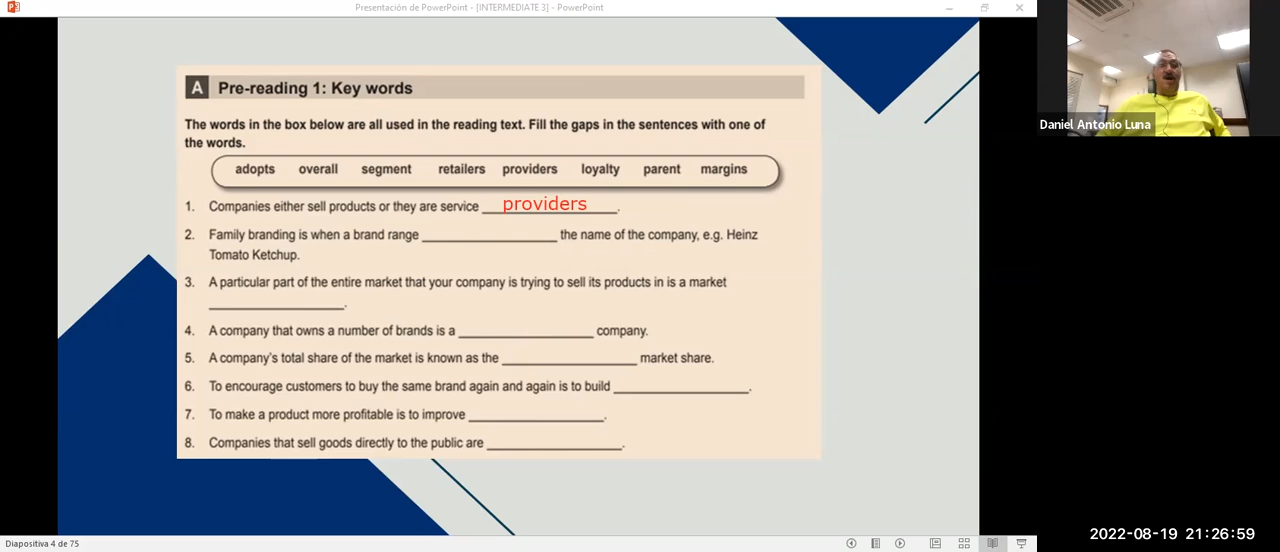 Presentación de PowerPoint - [INTERMEDIATE 3] - PowerPoint
A Pre-reading 1: Key words
The words in the box below are all used in the reading text. Fill the gaps in the sentences with one of
the words.
adopts overall segment retailers providers loyalty parent margins
1. Companies either sell products or they are service providers.
2. Family branding is when a brand range ____________ the name of the company, e.g. Heinz
Tomato Ketchup.
3. A particular part of the entire market that your company is trying to sell its products in is a market
____________.
4. A company that owns a number of brands is a ____________ company.
5. A company's total share of the market is known as the ____________ market share.
6. To encourage customers to buy the same brand again and again is to build ____________.
7. To make a product more profitable is to improve ____________.
8. Companies that sell goods directly to the public are ____________.
Daniel Antonio Luna
2022-08-19 21:26:59
Diapositiva 4 de 75